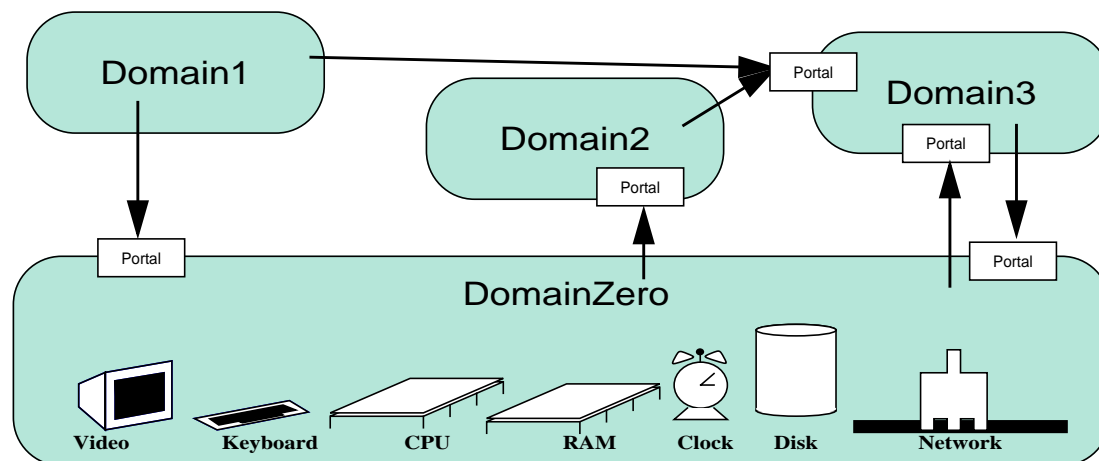 Domain1
Portal
Domain3
Domain2
Portal
Portal
Portal
Portal
DomainZero
Video
Keyboard
CPU
RAM
Clock
Disk
Network